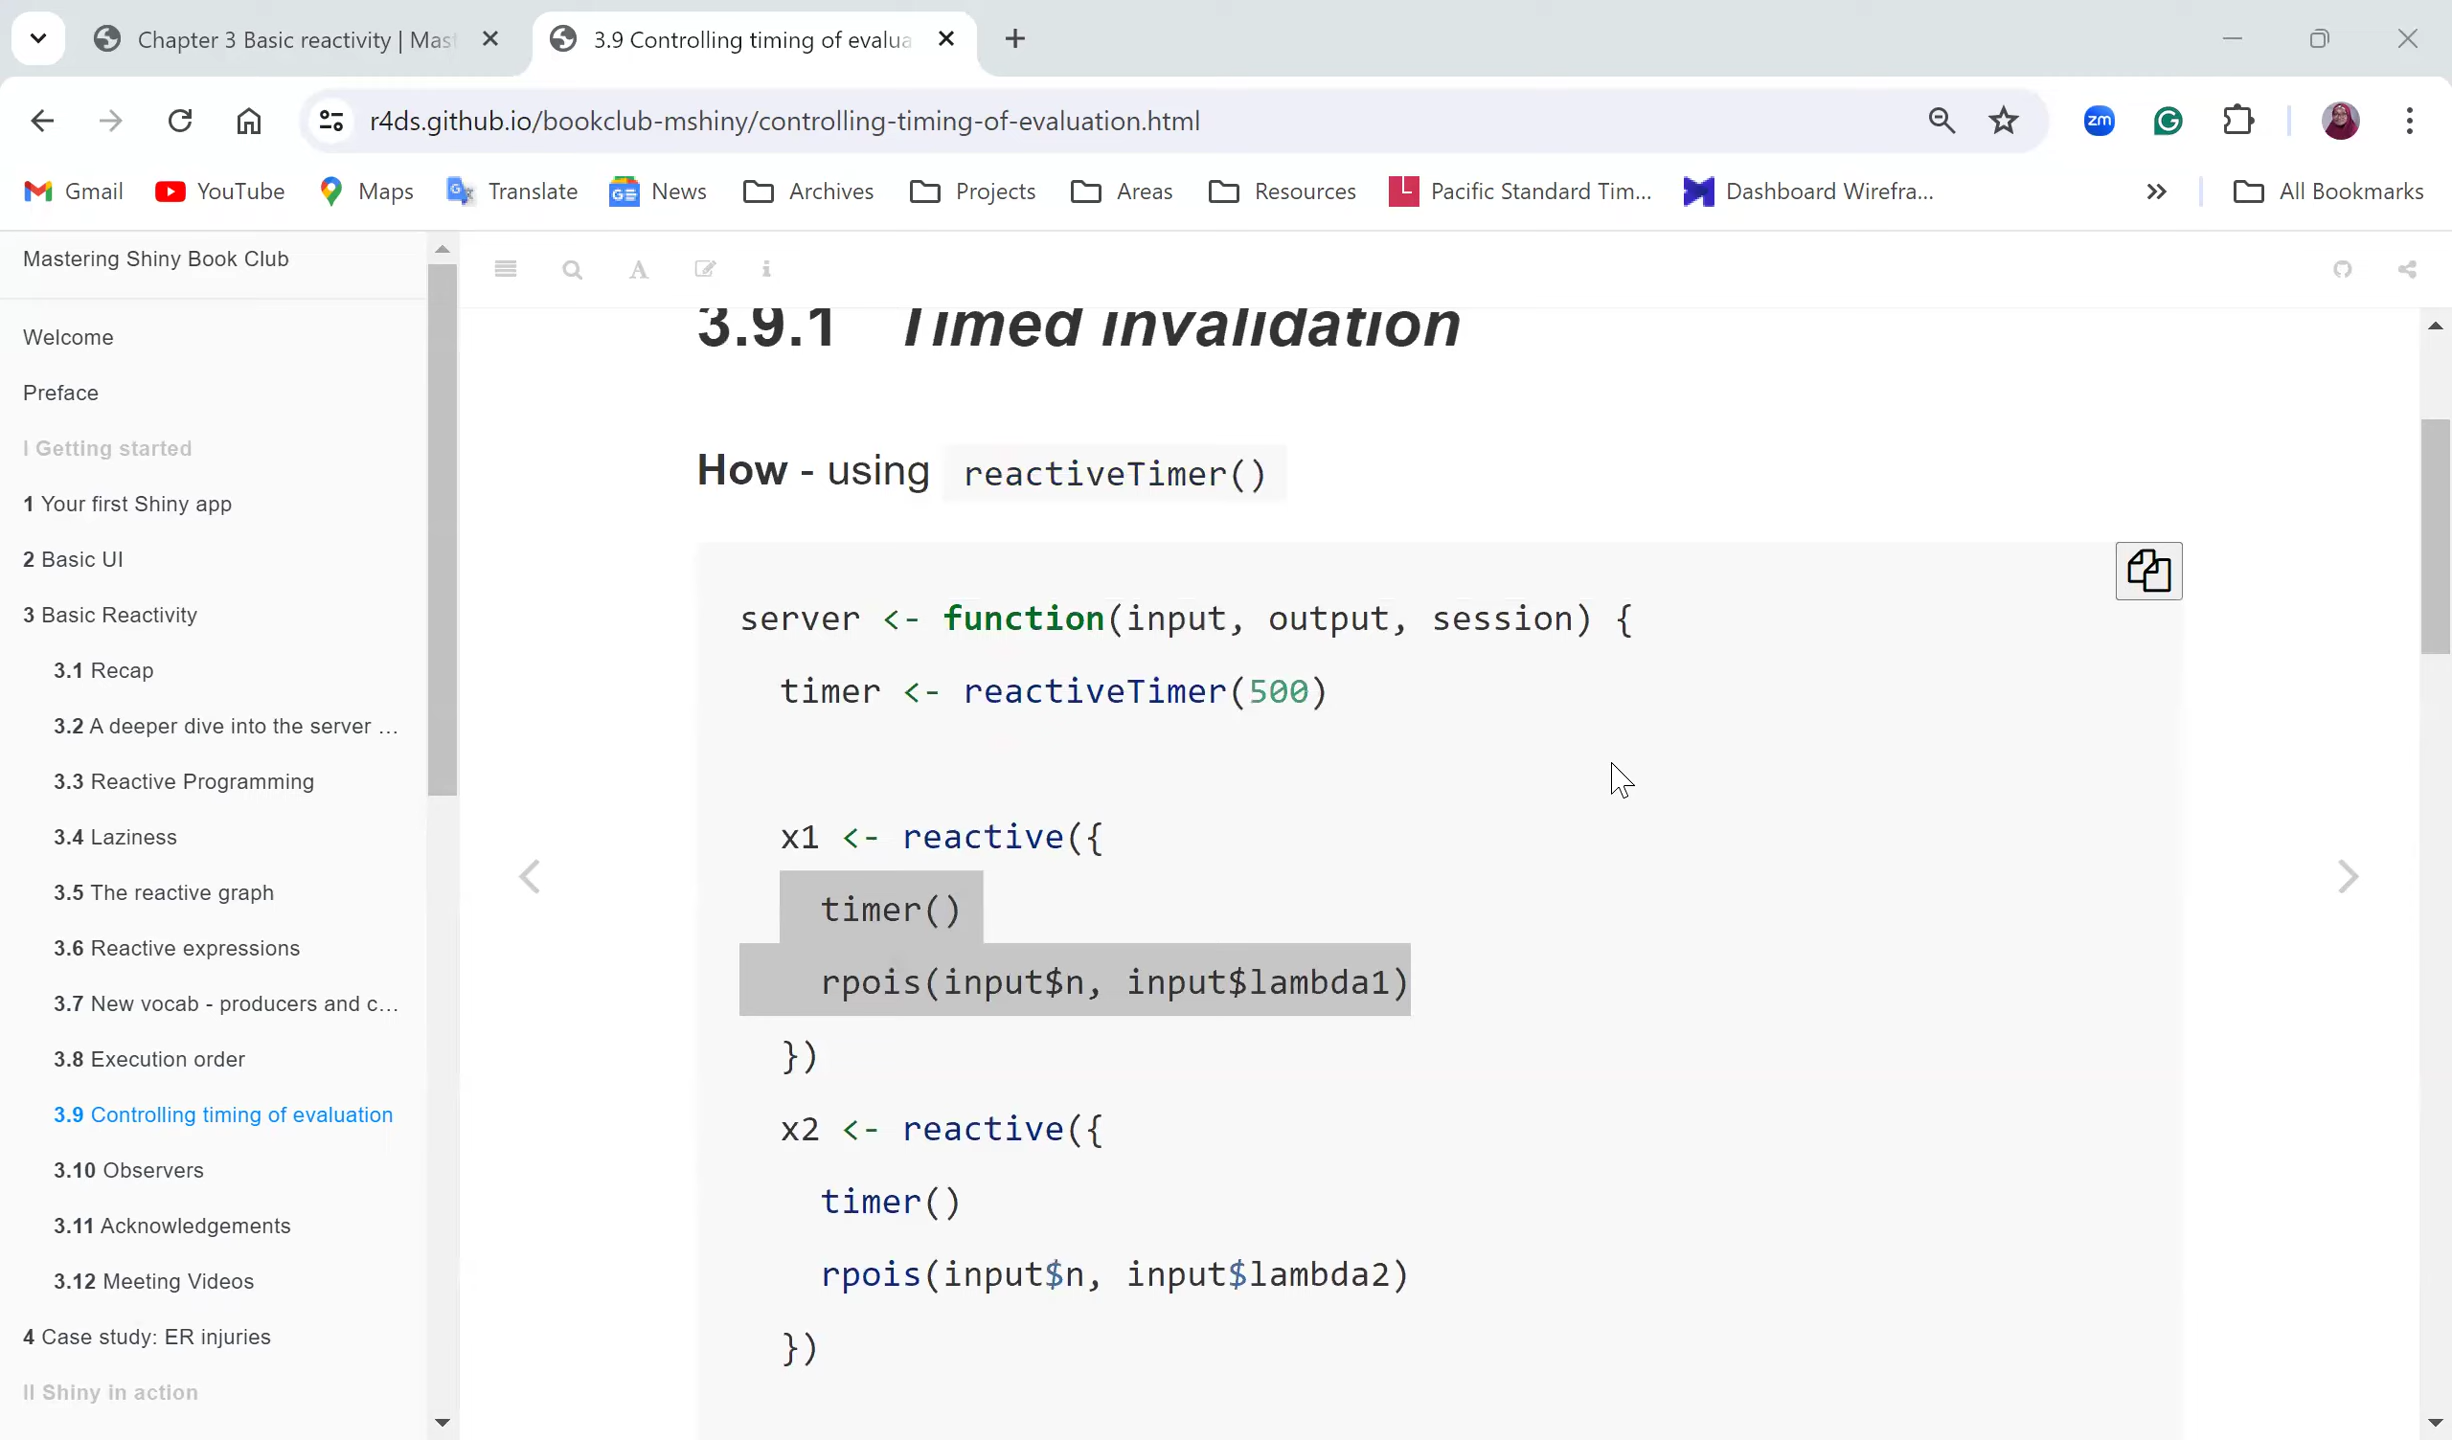 Chapter 3 Basic reactivity | Mast
3.9 Controlling timing of evalua
r4ds.github.io/bookclub-mshiny/controlling-timing-of-evaluation.html
zm
Gmail
YouTube
Maps
Translate
News
Archives
Projects
Areas
Resources
Pacific Standard Tim...
Dashboard Wirefra...
All Bookmarks
Mastering Shiny Book Club
Welcome
Preface
I Getting started
1 Your first Shiny app
2 Basic UI
3 Basic Reactivity
3.1 Recap
3.2 A deeper dive into the server ...
3.3 Reactive Programming
3.4 Laziness
3.5 The reactive graph
3.6 Reactive expressions
3.7 New vocab - producers and c...
3.8 Execution order
3.9 Controlling timing of evaluation
3.10 Observers
3.11 Acknowledgements
3.12 Meeting Videos
4 Case study: ER injuries
II Shiny in action
3.9.1 Timed invalidation
How - using reactiveTimer()
server <- function(input, output, session) {
timer <- reactiveTimer(500)
x1 <- reactive({
timer()
rpois(input$n, input$lambda1)
})
x2 <- reactive({
timer()
rpois(input$n, input$lambda2)
})